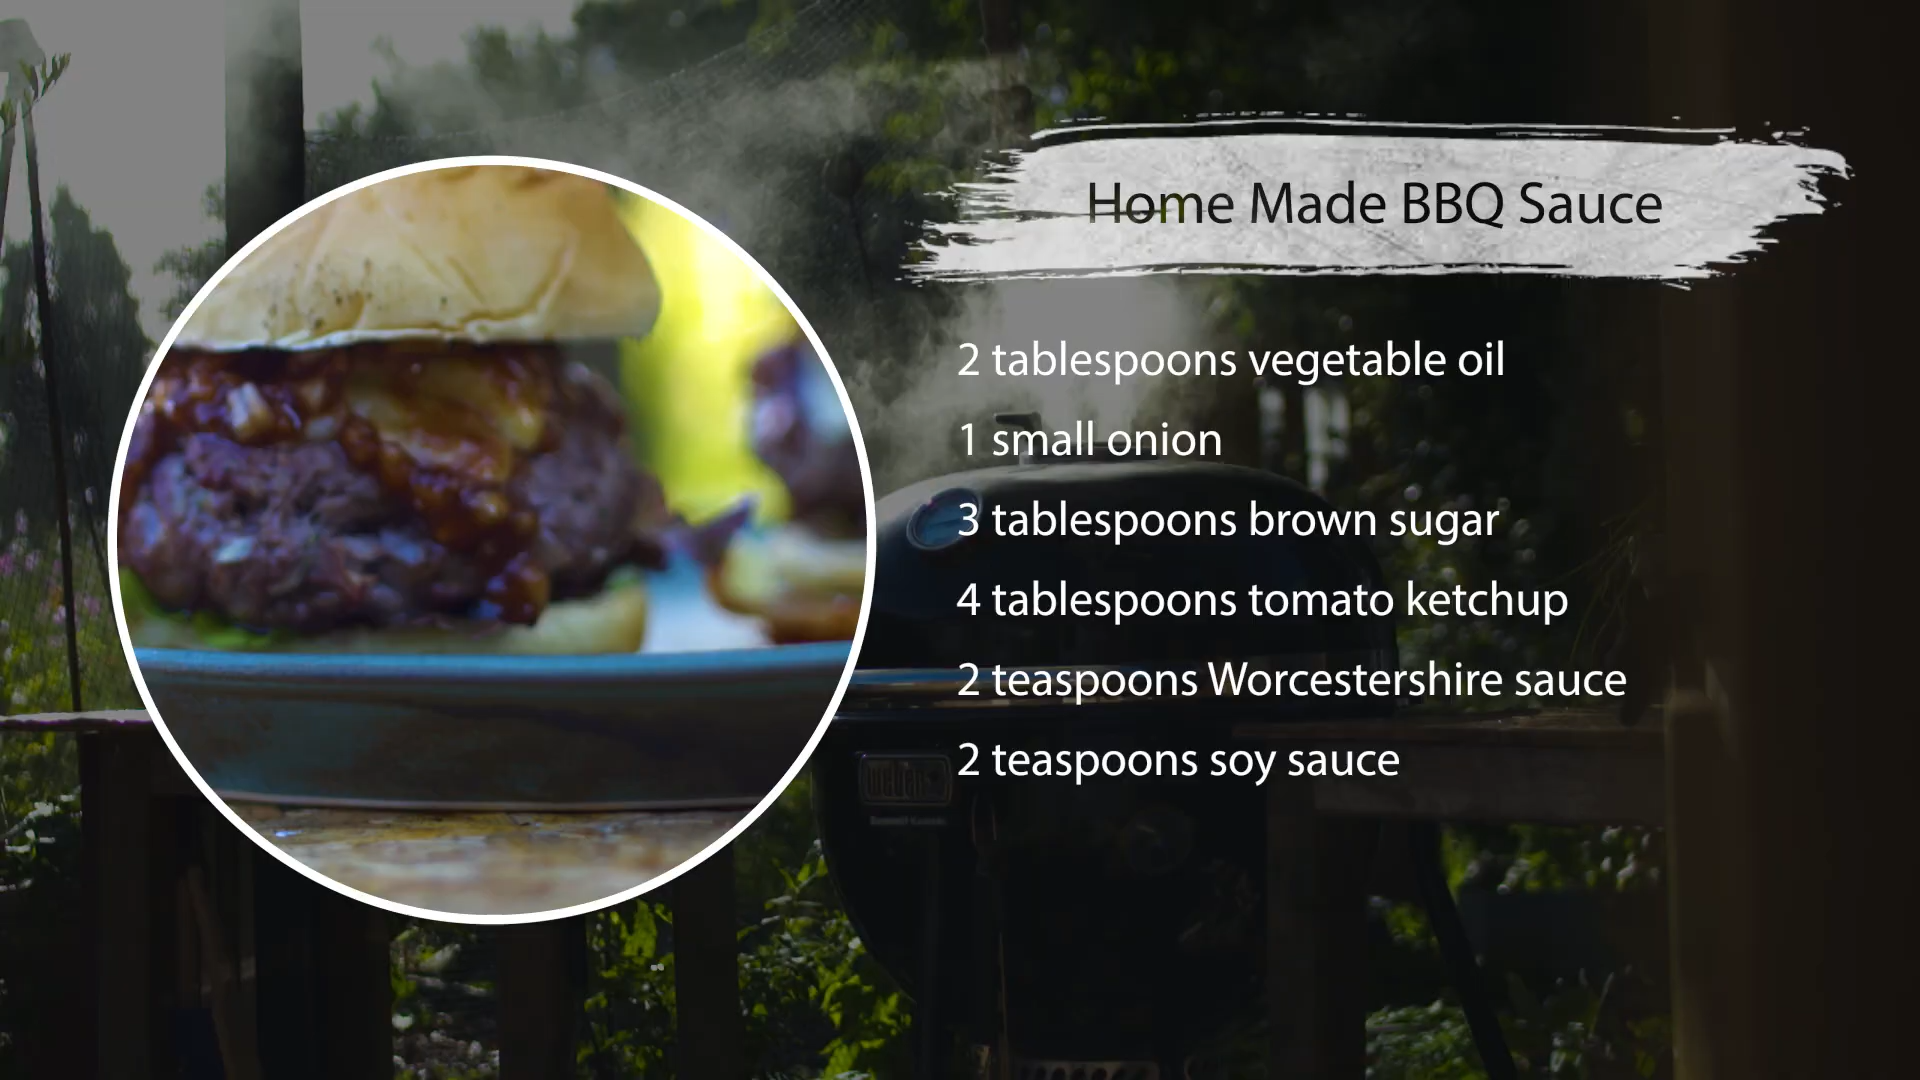 Home Made BBQ Sauce
2 tablespoons vegetable oil
1 small onion
3 tablespoons brown sugar
4 tablespoons tomato ketchup
2 teaspoons Worcestershire sauce
2 teaspoons soy sauce
WEBER